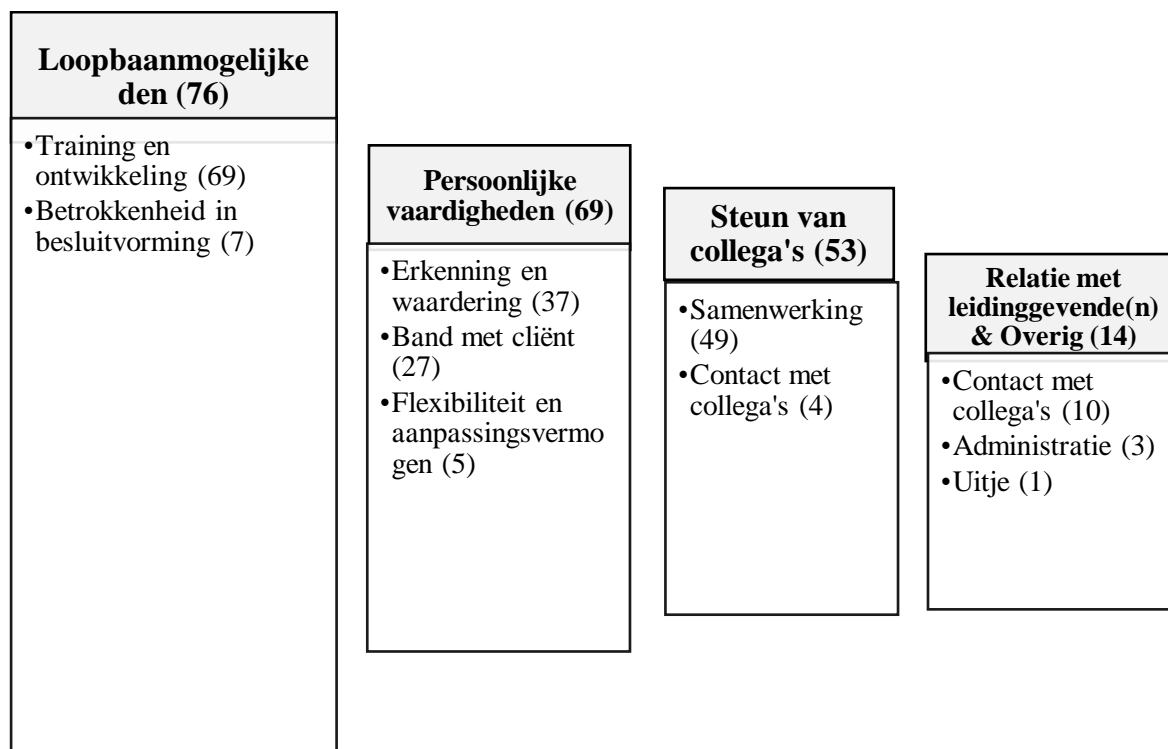 Loopbaanmogelijke
den (76)
•Training en
ontwikkeling (69)
•Betrokkenheid in
besluitvorming (7)
Persoonlijke
vaardigheden (69)
•Erkenning en
waardering (37)
•Band met cliënt
(27)
•Flexibiliteit en
aanpassingsvermo
gen (5)
Steun van
collega's (53)
•Samenwerking
(49)
•Contact met
collega's (4)
Relatie met
leidinggevende(n)
& Overig (14)
•Contact met
collega's (10)
•Administratie (3)
•Uitje (1)